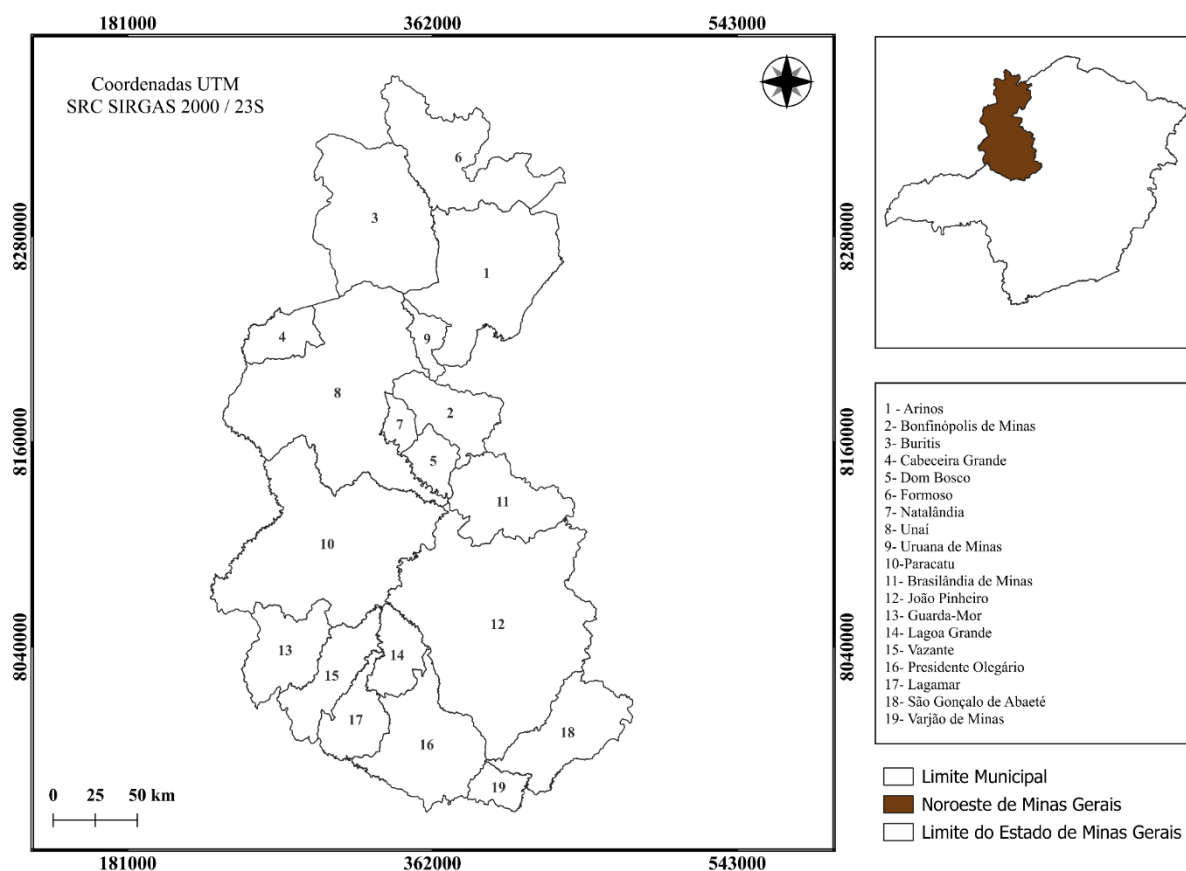 181000
362000
543000
Coordenadas UTM
SRC SIRGAS 2000 / 23S
6
3
8280000
8280000
1
4
9
8
2
7
5
8160000
8160000
11
10
12
13
14
15
8040000
8040000
17
16
18
19
0 25 50 km
181000
362000
543000
1 - Arinos
2- Bonfinópolis de Minas
3- Buritis
4- Cabeceira Grande
5- Dom Bosco
6- Formoso
7- Natalândia
8- Unaí
9- Uruana de Minas
10-Paracatu
11- Brasilândia de Minas
12- João Pinheiro
13- Guarda-Mor
14- Lagoa Grande
15- Vazante
16- Presidente Olegário
17- Lagamar
18- São Gonçalo de Abaeté
19- Varjão de Minas
Limite Municipal
Noroeste de Minas Gerais
Limite do Estado de Minas Gerais